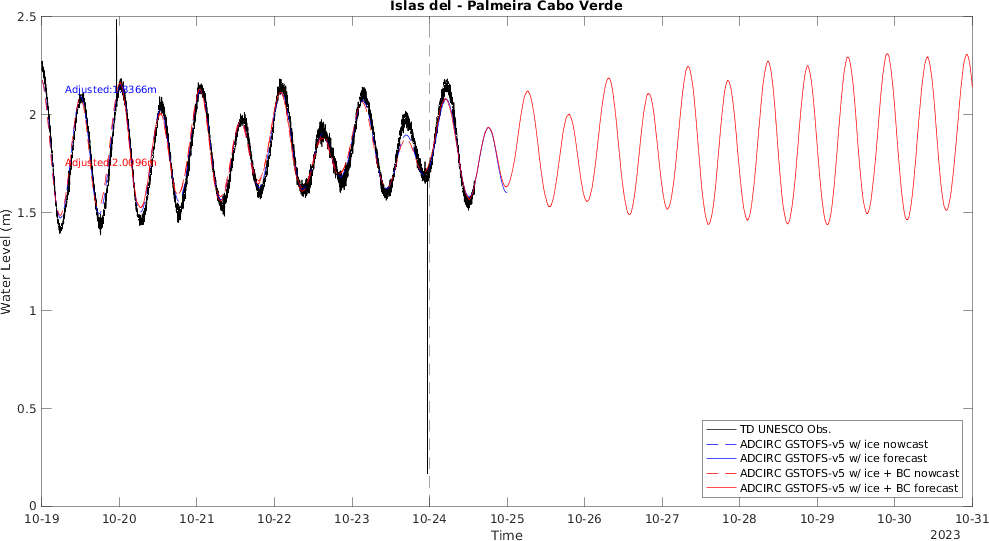 Islas del - Palmeira Cabo Verde
2.5
2
1.5
1
0.5
0
Water Level (m)
Adjusted:1.8366m
Adjusted:2.0096m
TD UNESCO Obs.
ADCIRC GSTOFS-v5 w/ ice nowcast
ADCIRC GSTOFS-v5 w/ ice forecast
ADCIRC GSTOFS-v5 w/ ice + BC nowcast
ADCIRC GSTOFS-v5 w/ ice + BC forecast
10-19 10-20 10-21 10-22 10-23 10-24 10-25 10-26 10-27 10-28 10-29 10-30 10-31
Time
2023